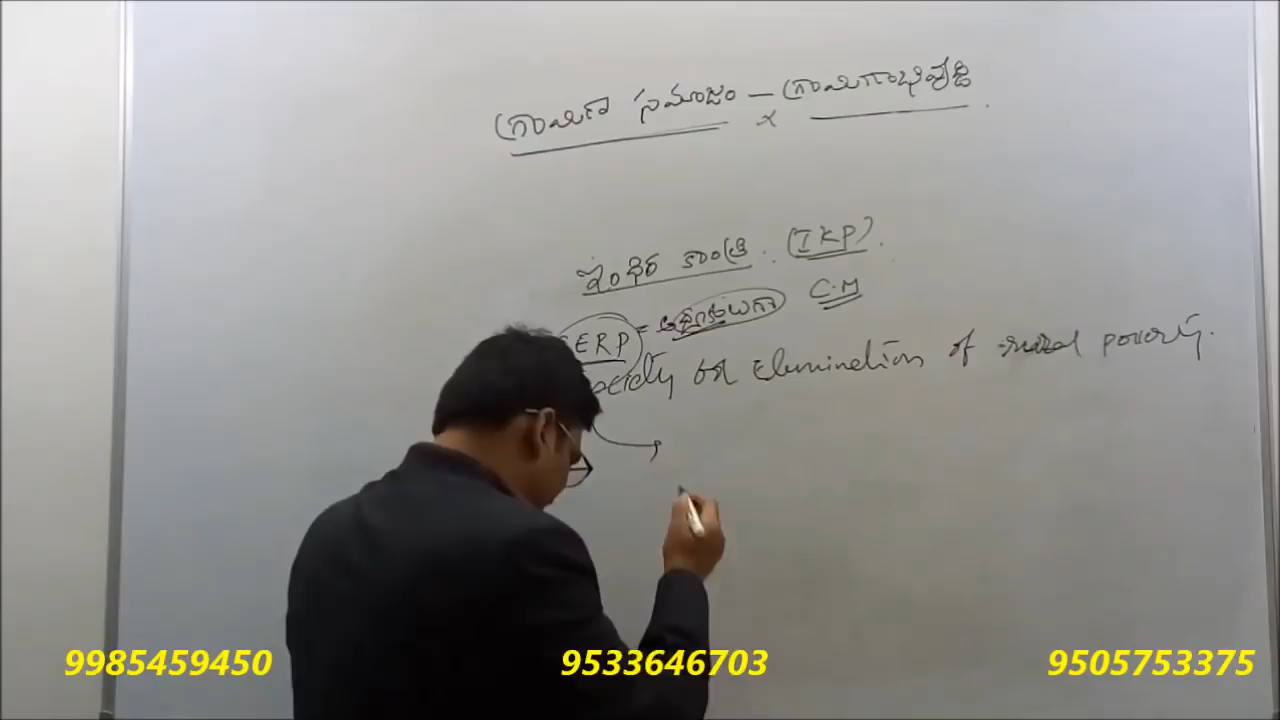 గ్రామీణ సమాజం – గ్రామీణాభివృద్ధి
ఇందిర క్రాంతి . (IKP) .
SERP = C.M
Society for elimination of rural poverty.
9985459450 9533646703 9505753375